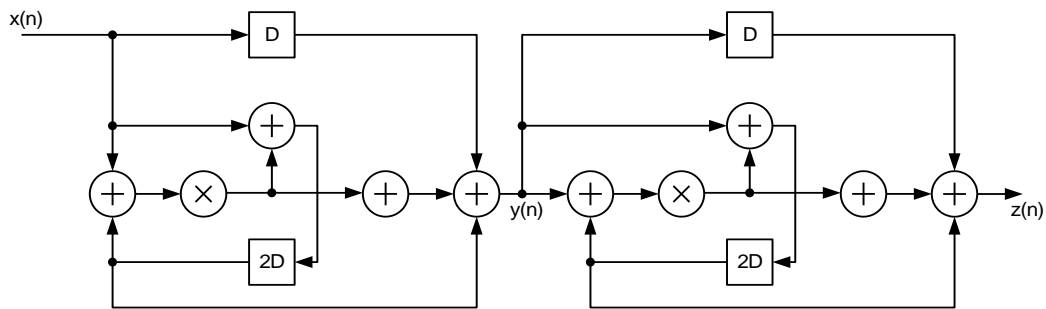 x(n)
D
D
+
+
+
×
+
+
y(n)
+
×
+
+
z(n)
2D
2D